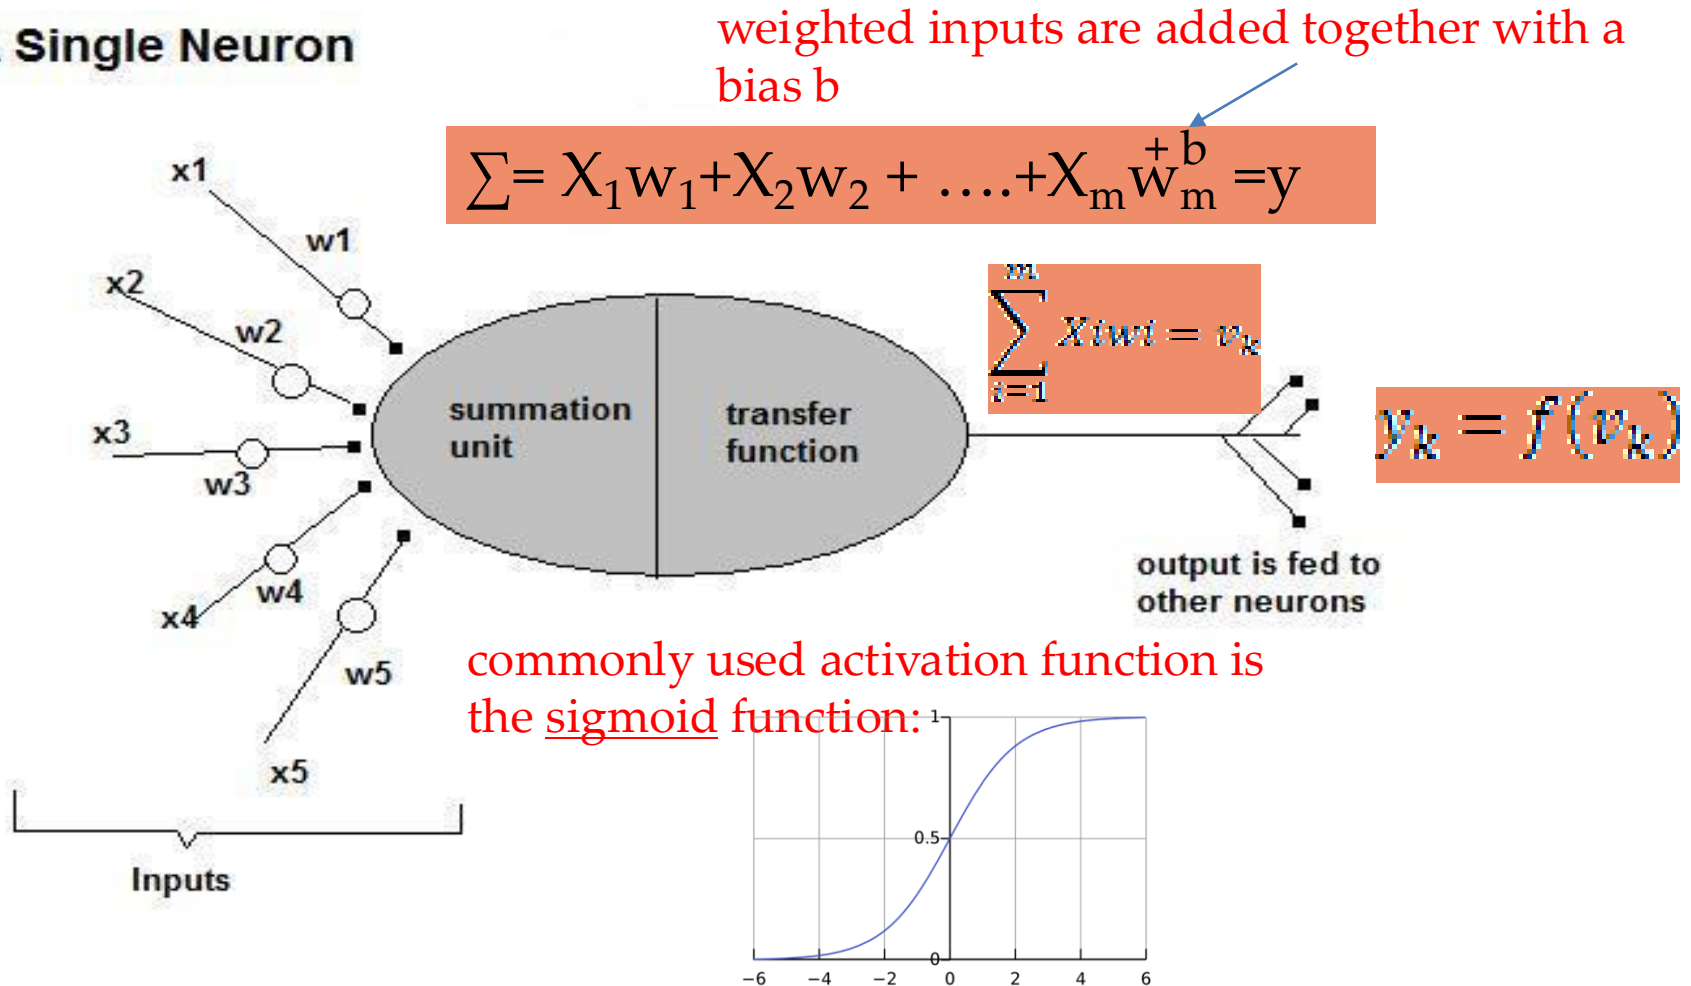 Single Neuron
weighted inputs are added together with a
bias b
+ b
∑= X₁w₁+X₂w₂ + ….+Xₘwₘ =y
x1
w1
x2
w2
x3
w3
x4
w4
x5
w5
Inputs
summation
unit
transfer
function
m
∑ Xiwi = vₖ
i=1
yₖ = f(vₖ)
output is fed to
other neurons
commonly used activation function is
the sigmoid function:
1
0.5
0
−6 −4 −2 0 2 4 6